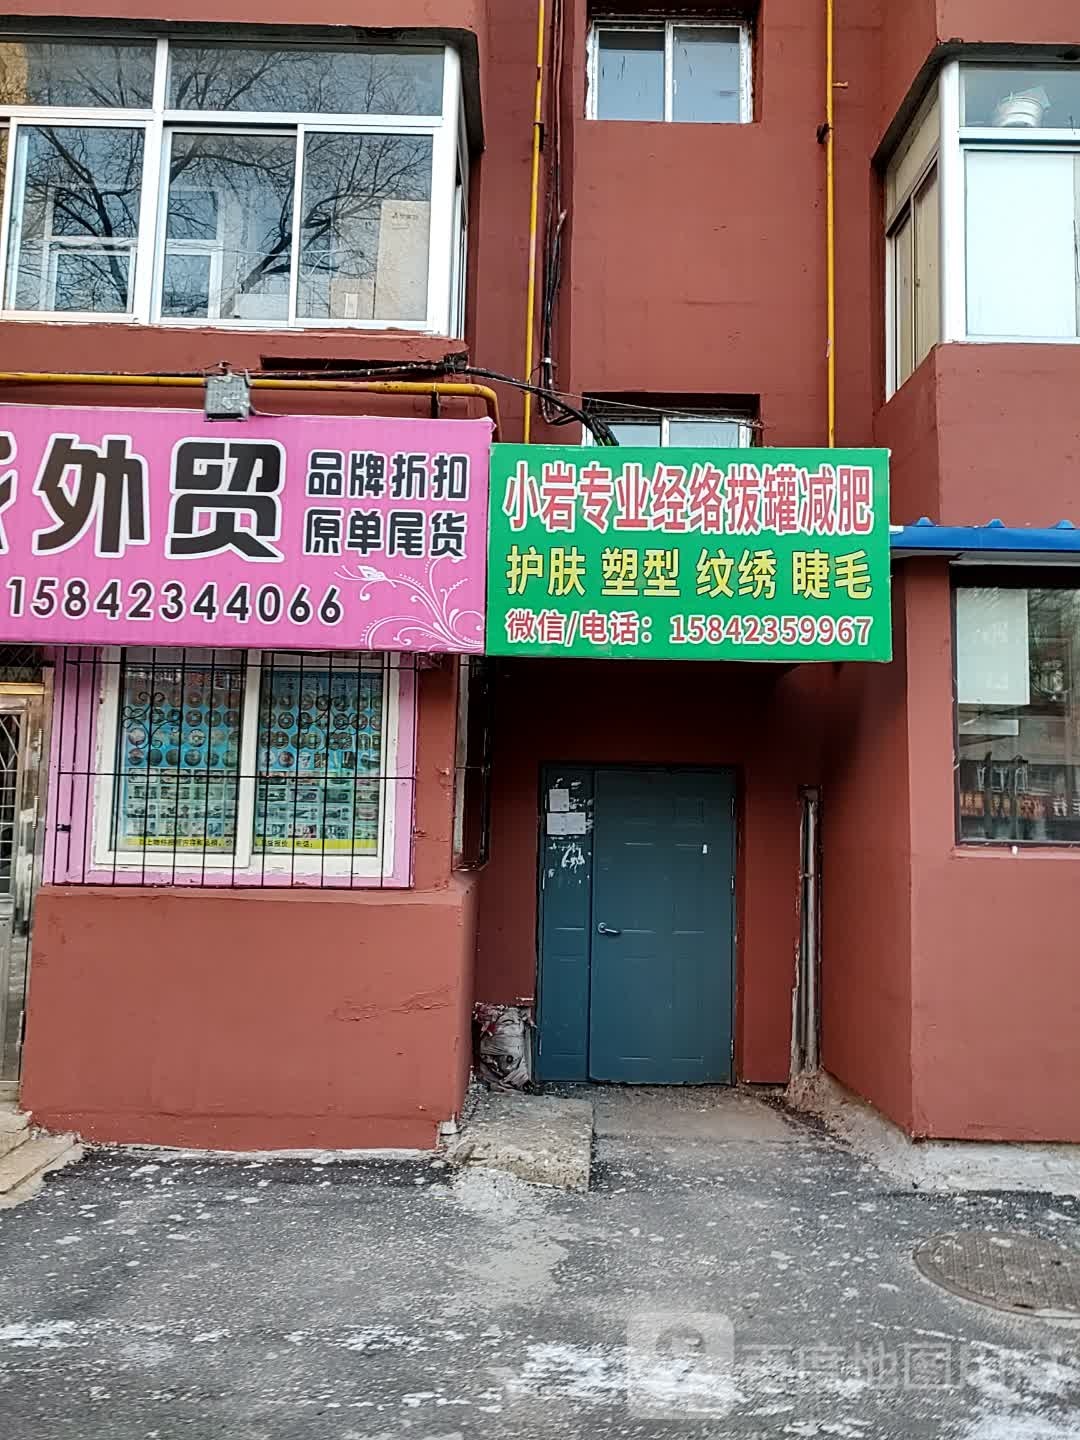 外贸
品牌折扣
原单尾货
15842344066
小岩专业经络拔罐减肥
护肤 塑型 纹绣 睫毛
微信/电话：15842359967